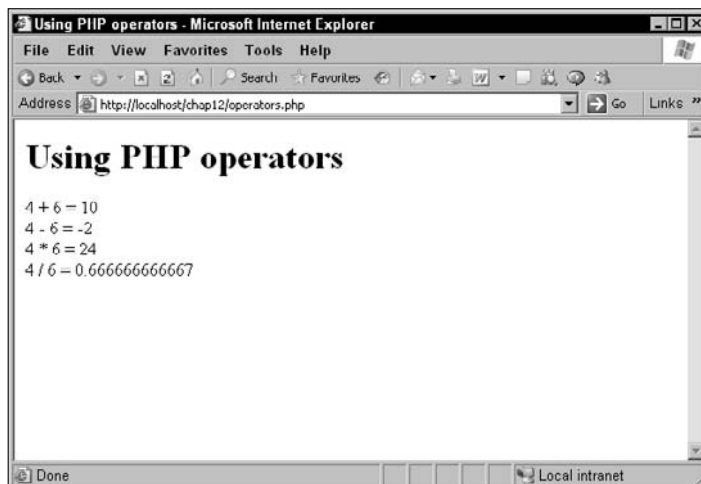 Using PHP operators - Microsoft Internet Explorer
File Edit View Favorites Tools Help
Back Search Favorites
Address http://localhost/chap12/operators.php Go Links »
Using PHP operators
4 + 6 = 10
4 - 6 = -2
4 * 6 = 24
4 / 6 = 0.666666666667
Done Local intranet